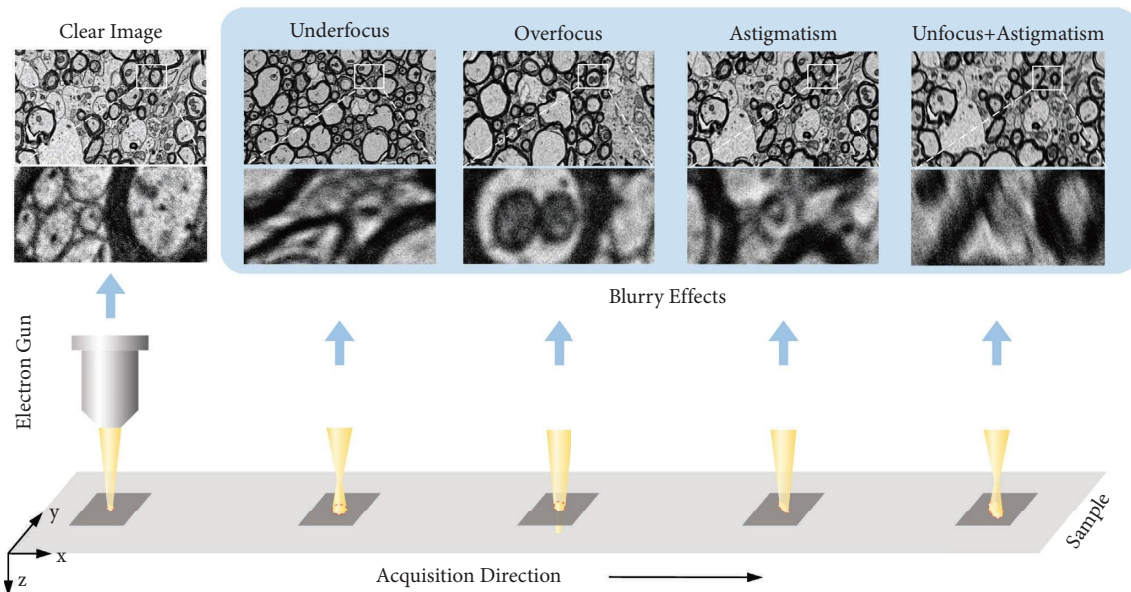 Clear Image
Underfocus
Overfocus
Astigmatism
Unfocus+Astigmatism
Blurry Effects
Electron Gun
y
x
z
Sample
Acquisition Direction